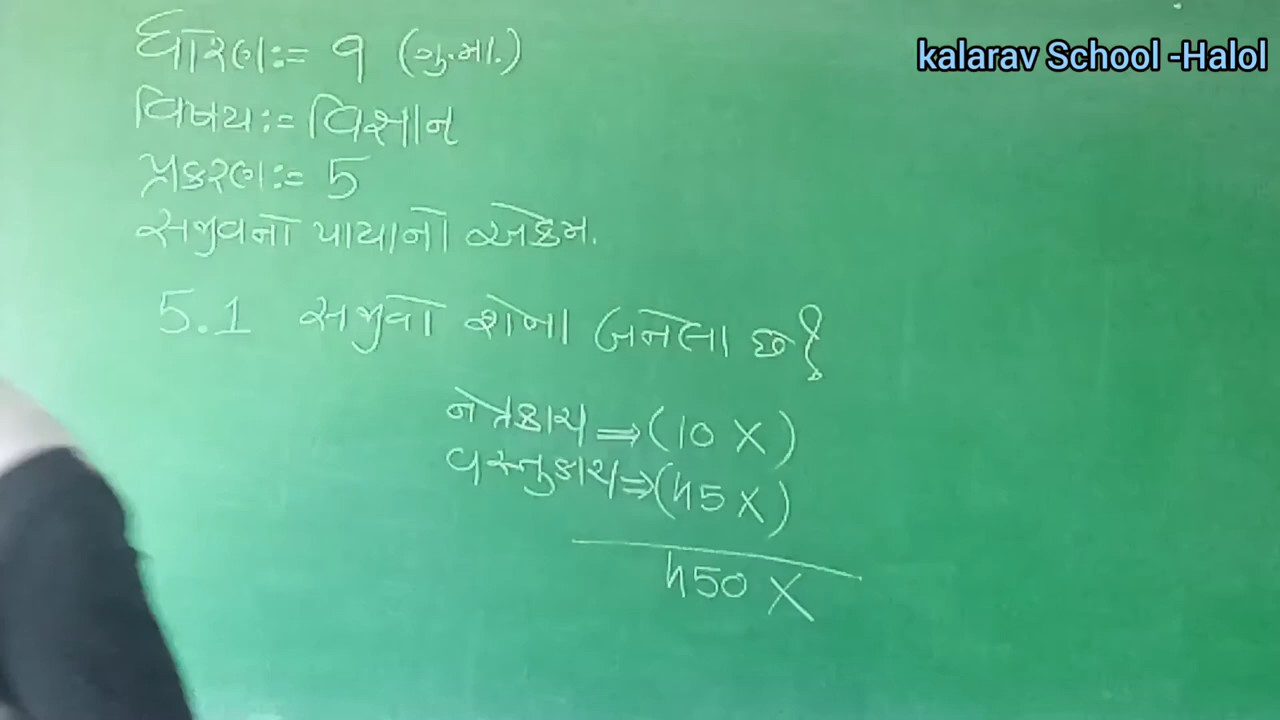 kalarav School -Halol
ધોરણ:= ૯ (ગુ.મા.)
વિષય:= વિજ્ઞાન
પ્રકરણ:= 5
સજીવનો પાયાનો એકમ.
5.1 સજીવો શેના બનેલા છે?
નેત્રકાચ ⇒ (10 X)
વસ્તુકાચ ⇒ (45 X)
450 X